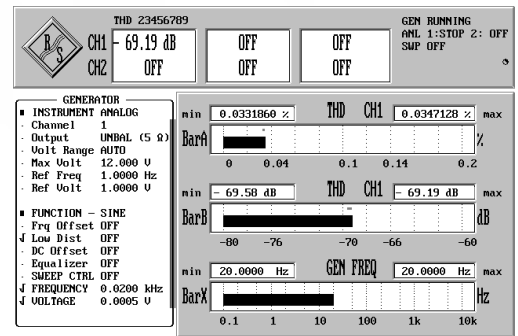 THD 23456789
R/S
CH1 - 69.19 dB OFF OFF
CH2 OFF OFF OFF
GEN RUNNING
ANL 1:STOP 2: OFF
SWP OFF
GENERATOR
INSTRUMENT ANALOG
Channel 1
Output UNBAL (5 Ω)
Volt Range AUTO
Max Volt 12.000 V
Ref Freq 1.0000 Hz
Ref Volt 1.0000 V
FUNCTION - SINE
Frq Offset OFF
Low Dist OFF
DC Offset OFF
Equalizer OFF
SWEEP CTRL OFF
FREQUENCY 0.0200 kHz
VOLTAGE 0.0005 V
min 0.0331860 % THD CH1 0.0347128 % max
BarA %
0 0.04 0.1 0.14 0.2
min - 69.58 dB THD CH1 - 69.19 dB max
BarB dB
-80 -76 -70 -66 -60
min 20.0000 Hz GEN FREQ 20.0000 Hz max
BarX Hz
0.1 1 10 100 1k 10k